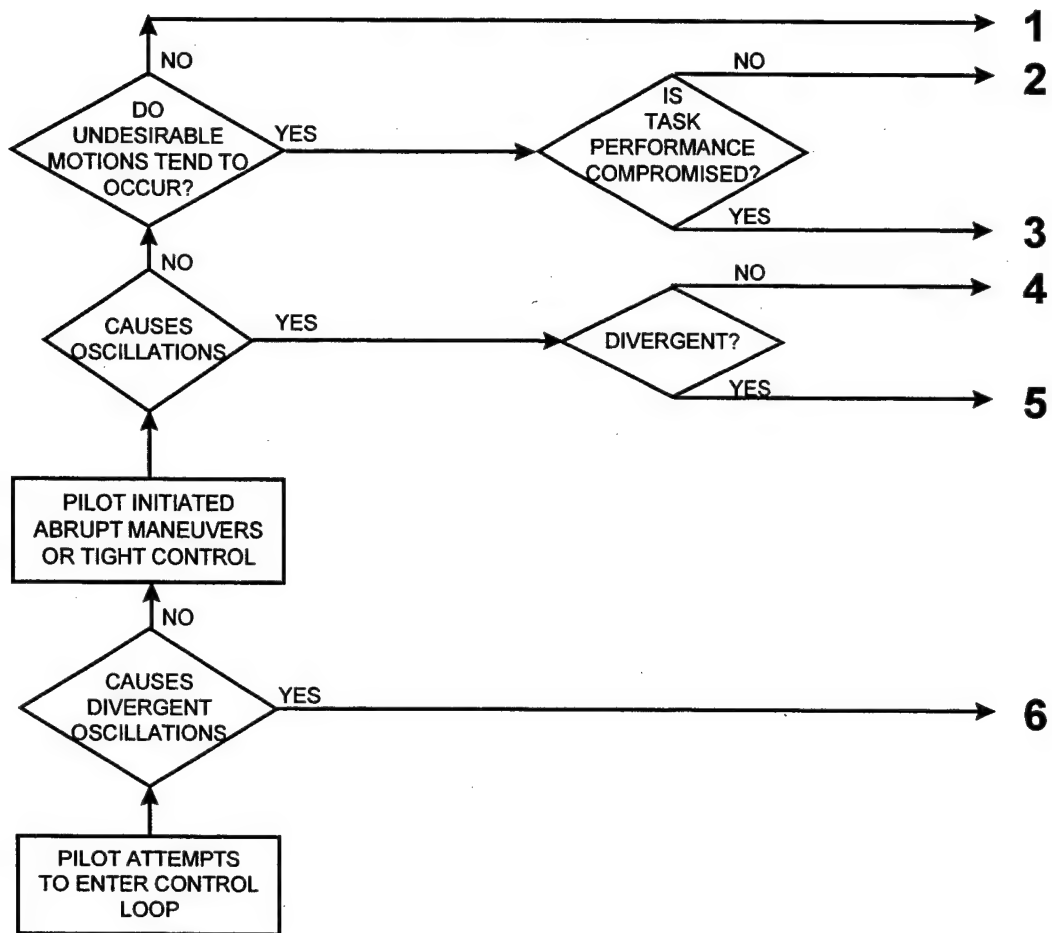 1
NO
NO
2
DO
UNDESIRABLE
MOTIONS TEND TO
OCCUR?
YES
IS
TASK
PERFORMANCE
COMPROMISED?
YES
3
NO
NO
4
CAUSES
OSCILLATIONS
YES
DIVERGENT?
YES
5
PILOT INITIATED
ABRUPT MANEUVERS
OR TIGHT CONTROL
NO
CAUSES
DIVERGENT
OSCILLATIONS
YES
6
PILOT ATTEMPTS
TO ENTER CONTROL
LOOP